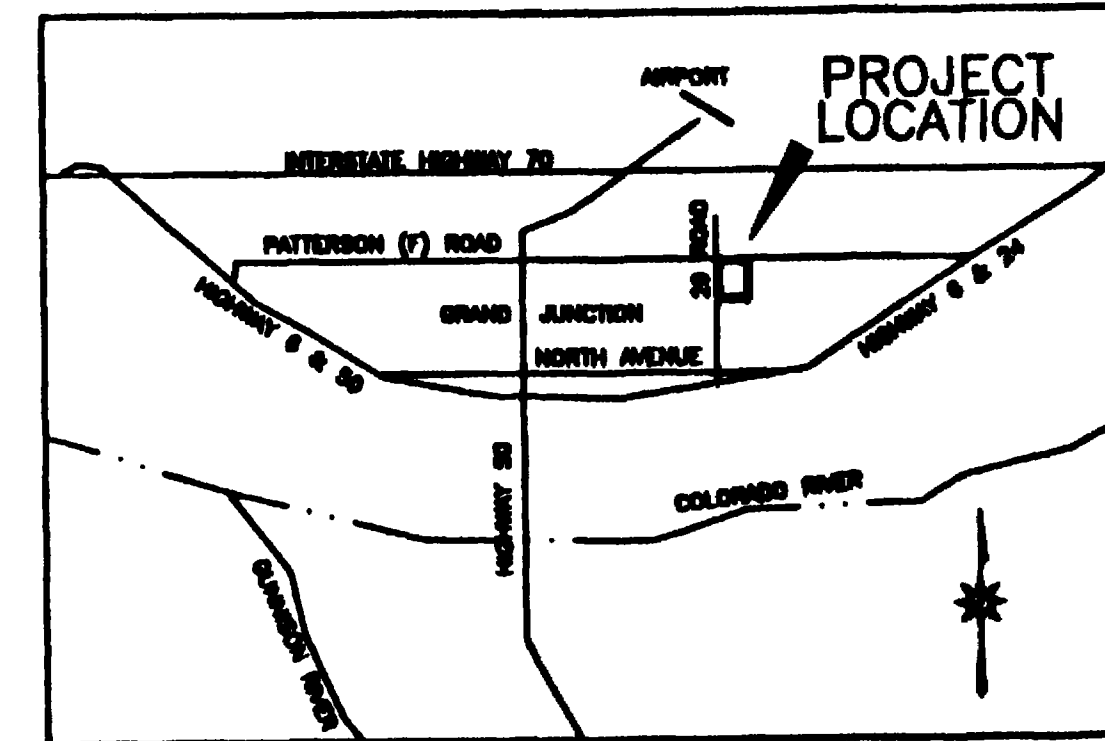 AIRPORT
PROJECT
LOCATION
INTERSTATE HIGHWAY 70
PATTERSON (F) ROAD
29 ROAD
HIGHWAY 6 & 50
GRAND JUNCTION
HIGHWAY 6 & 24
NORTH AVENUE
HIGHWAY 50
COLORADO RIVER
GUNNISON RIVER